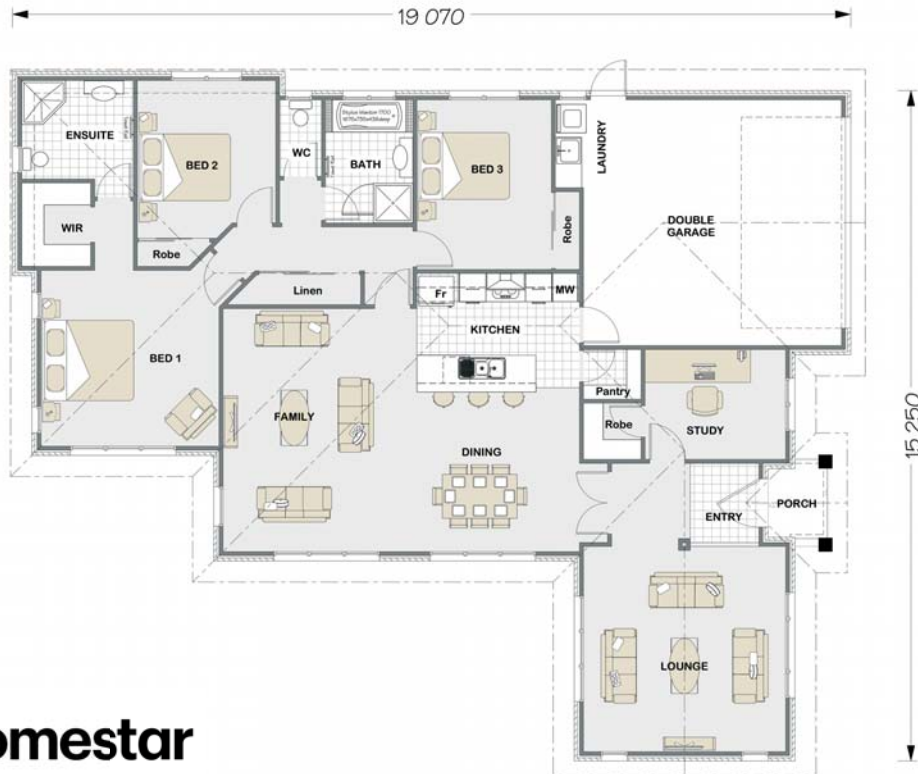 19 070
ENSUITE
BED 2
WC
BATH
BED 3
LAUNDRY
DOUBLE
GARAGE
WIR
Robe
Robe
Linen
Fr
MW
KITCHEN
BED 1
Pantry
FAMILY
Robe
STUDY
15 250
DINING
ENTRY
PORCH
LOUNGE
omestar